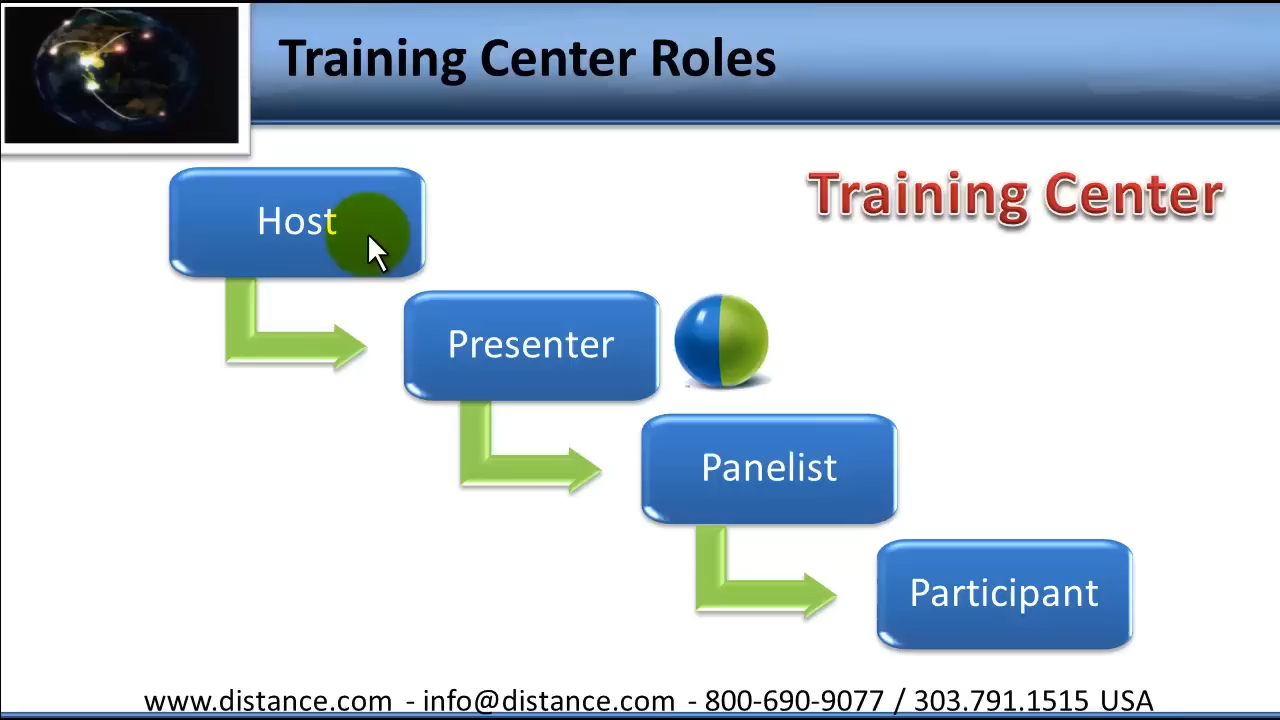 Training Center Roles
Training Center
Host
Presenter
Panelist
Participant
www.distance.com - info@distance.com - 800-690-9077 / 303.791.1515 USA